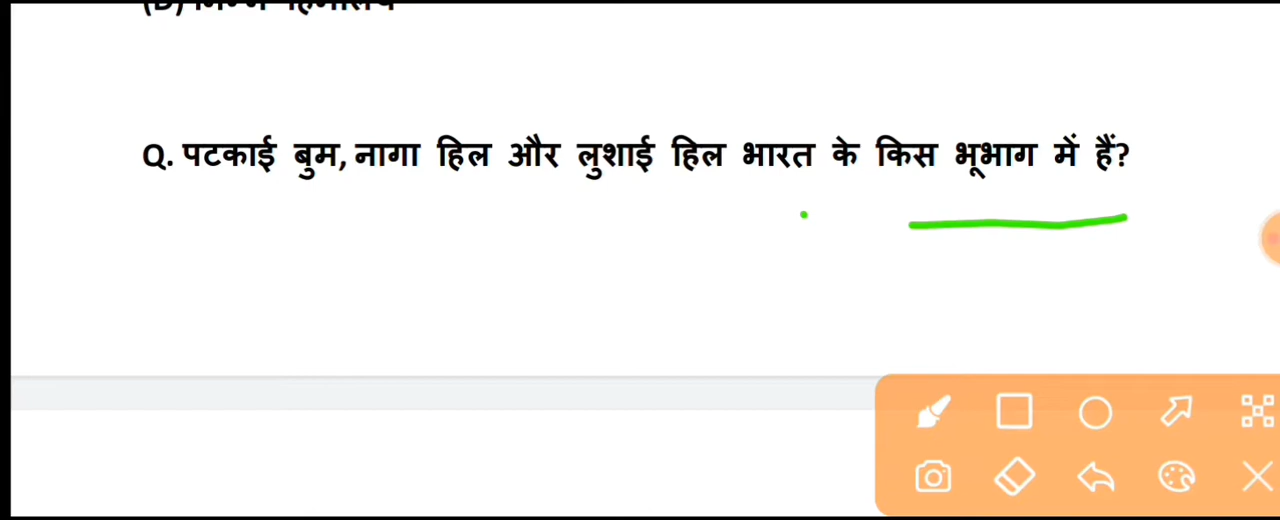 Q. पटकाई बुम, नागा हिल और लुशाई हिल भारत के किस भूभाग में हैं?